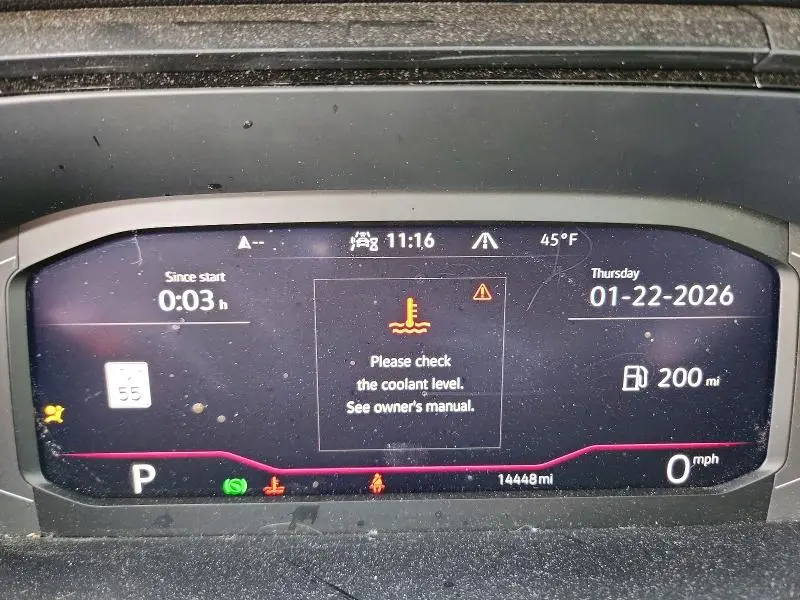 --
11:16
45°F
Since start
0:03 h
Thursday
01-22-2026
Please check
the coolant level.
See owner's manual.
55
200 mi
P
14448 mi
0 mph